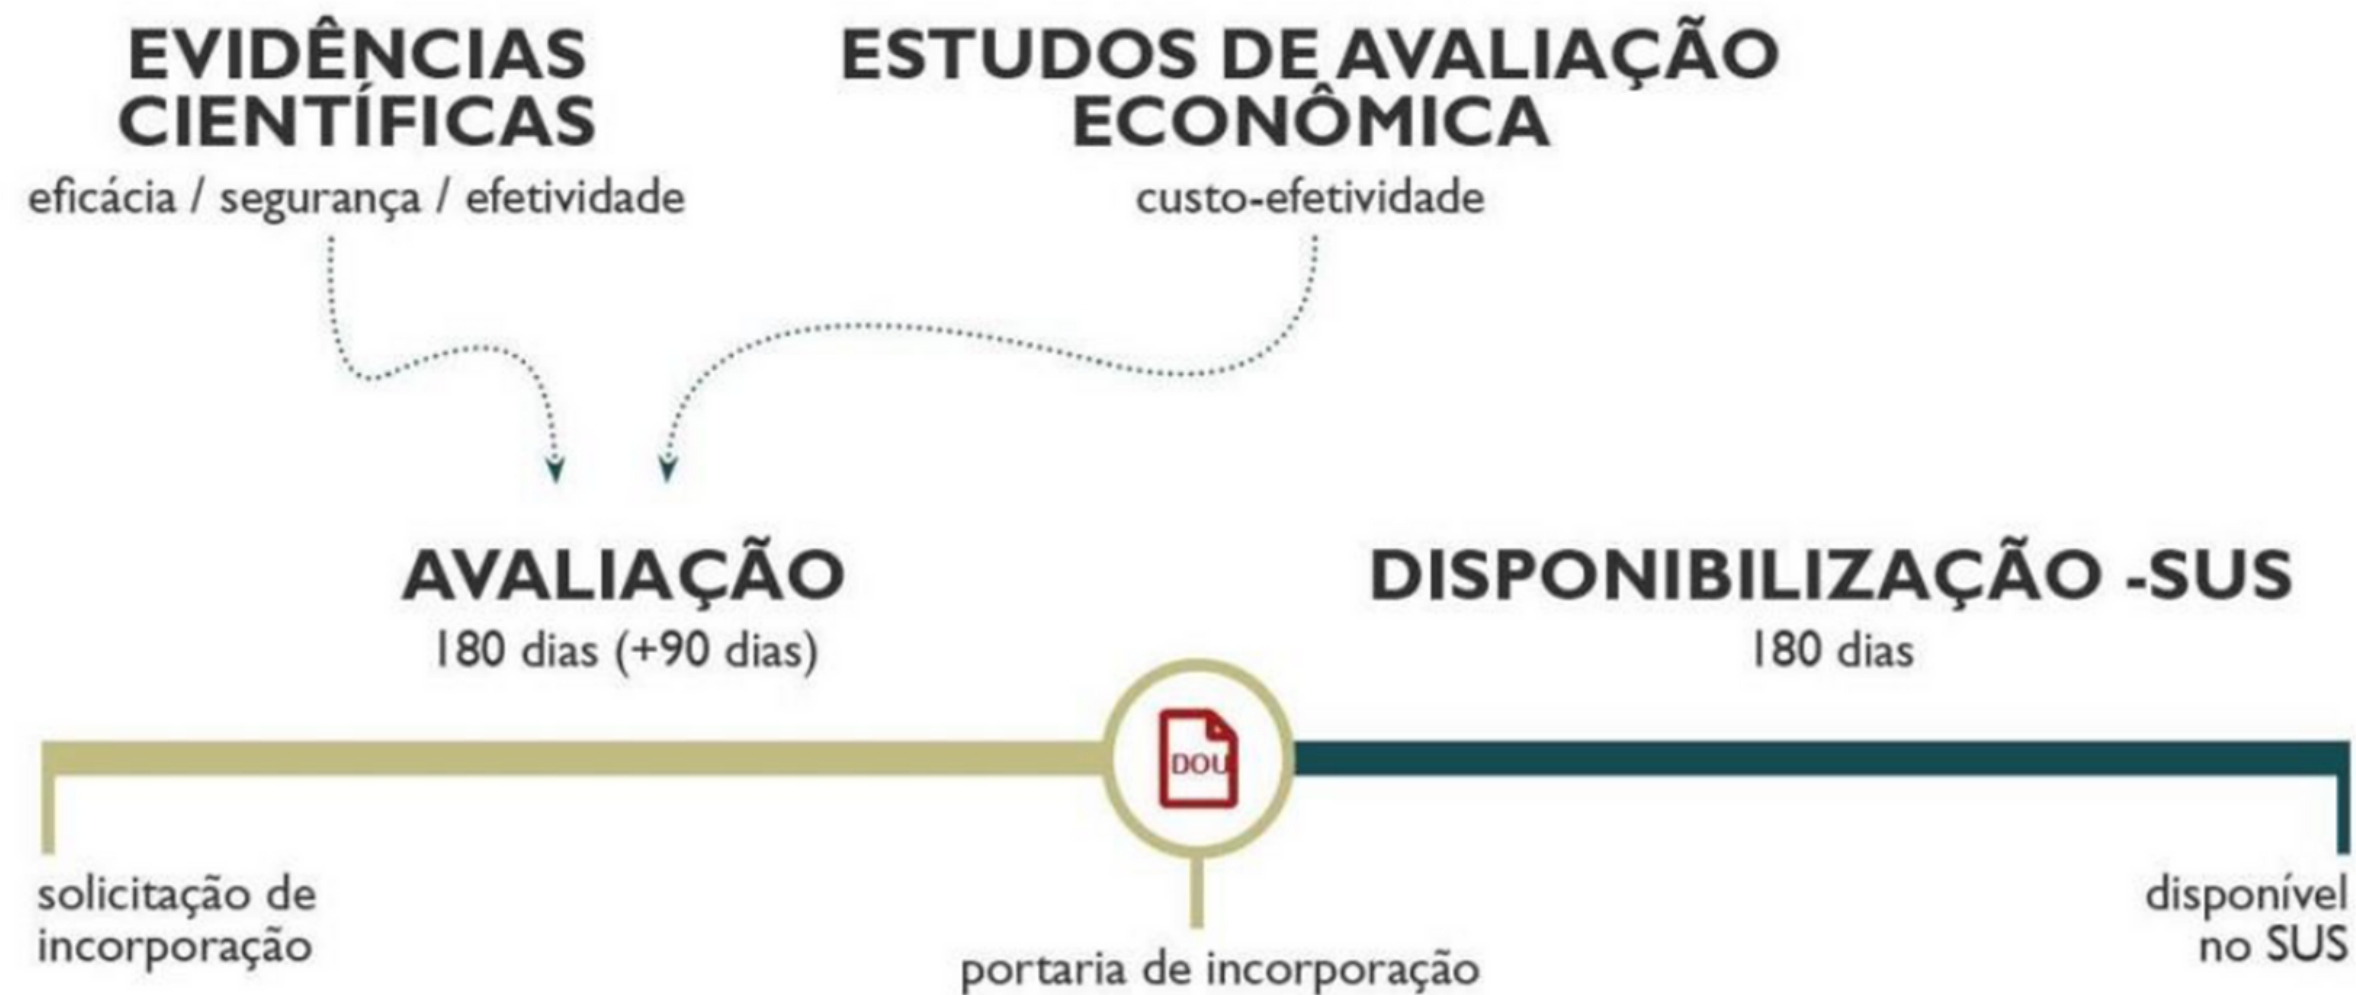 EVIDÊNCIAS
CIENTÍFICAS
eficácia / segurança / efetividade
ESTUDOS DE AVALIAÇÃO
ECONÔMICA
custo-efetividade
AVALIAÇÃO
180 dias (+90 dias)
DISPONIBILIZAÇÃO -SUS
180 dias
DOU
solicitação de
incorporação
portaria de incorporação
disponível
no SUS